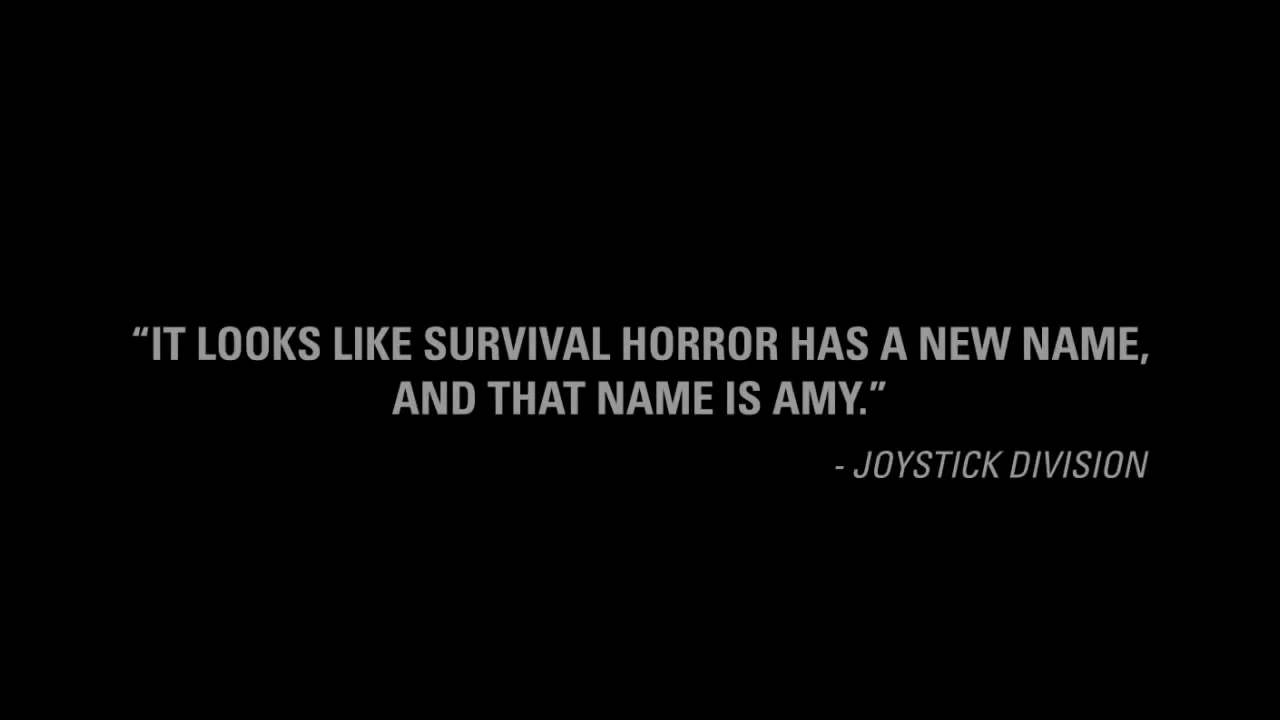 “IT LOOKS LIKE SURVIVAL HORROR HAS A NEW NAME,
AND THAT NAME IS AMY.”
- JOYSTICK DIVISION